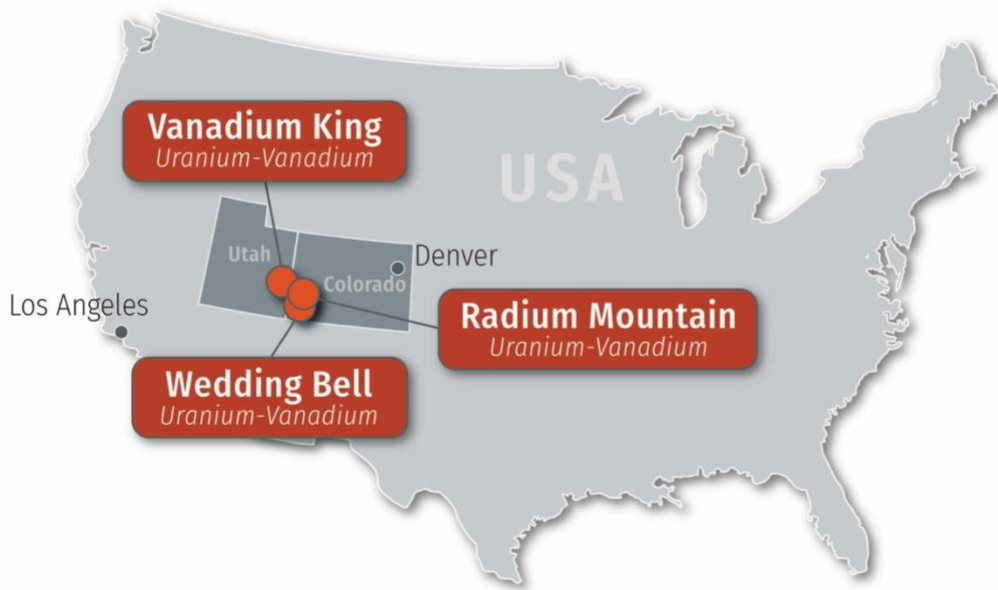 Vanadium King
Uranium-Vanadium
USA
Utah
Denver
Colorado
Los Angeles
Radium Mountain
Uranium-Vanadium
Wedding Bell
Uranium-Vanadium